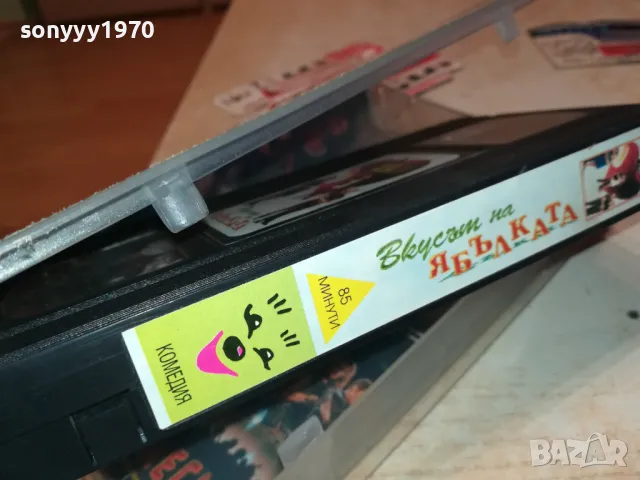 sonyyy1970
Вкусът на
ЯБЪЛКАТА
85
МИНУТИ
КОМЕДИЯ
bazar